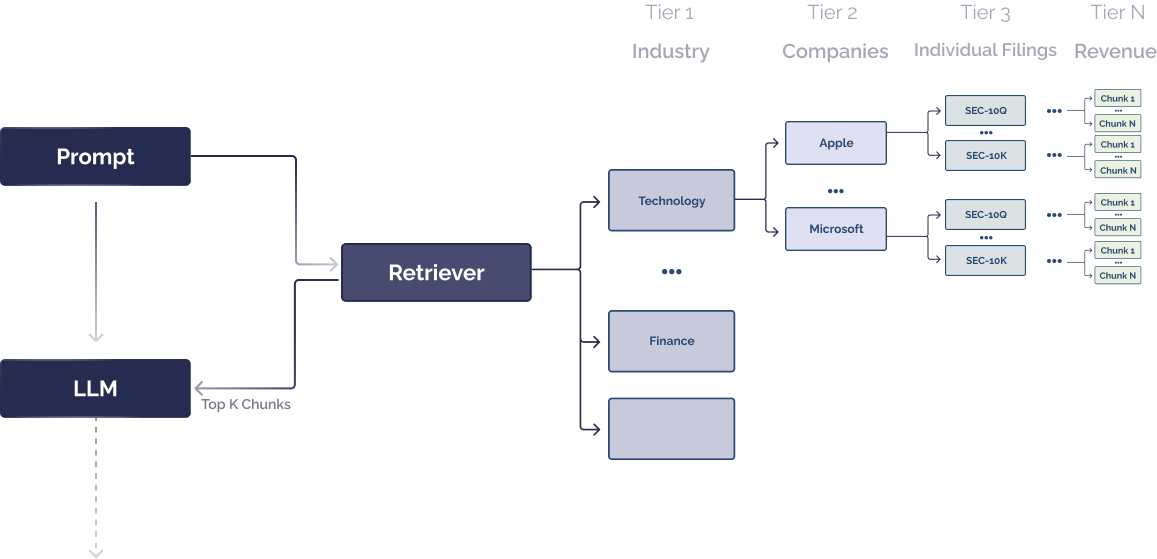 Tier 1
Tier 2
Tier 3
Tier N
Industry
Companies
Individual Filings
Revenue
Prompt
Retriever
LLM
Top K Chunks
Technology
•••
Finance
Apple
•••
Microsoft
SEC-10Q
•••
SEC-10K
SEC-10Q
•••
SEC-10K
•••
•••
•••
•••
Chunk 1
•••
Chunk N
Chunk 1
•••
Chunk N
Chunk 1
•••
Chunk N
Chunk 1
•••
Chunk N